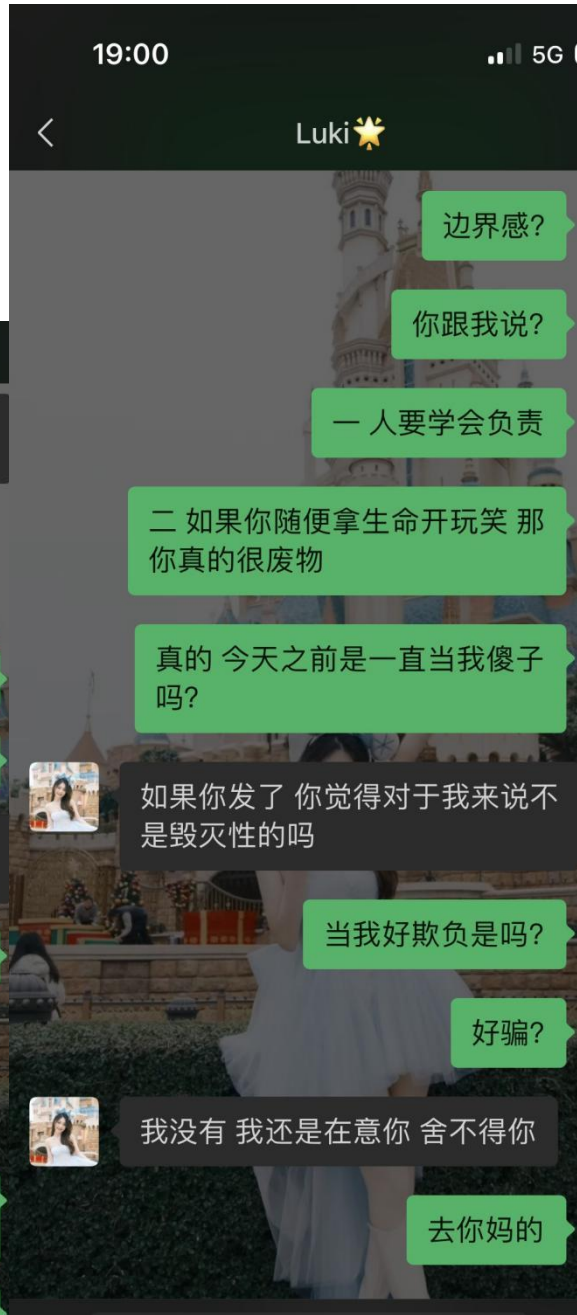 19:00
5G
Luki
边界感?
你跟我说?
一 人要学会负责
二 如果你随便拿生命开玩笑 那
你真的很废物
真的 今天之前是一直当我傻子
吗?
如果你发了 你觉得对于我来说不
是毁灭性的吗
当我好欺负是吗?
好骗?
我没有 我还是在意你 舍不得你
去你妈的